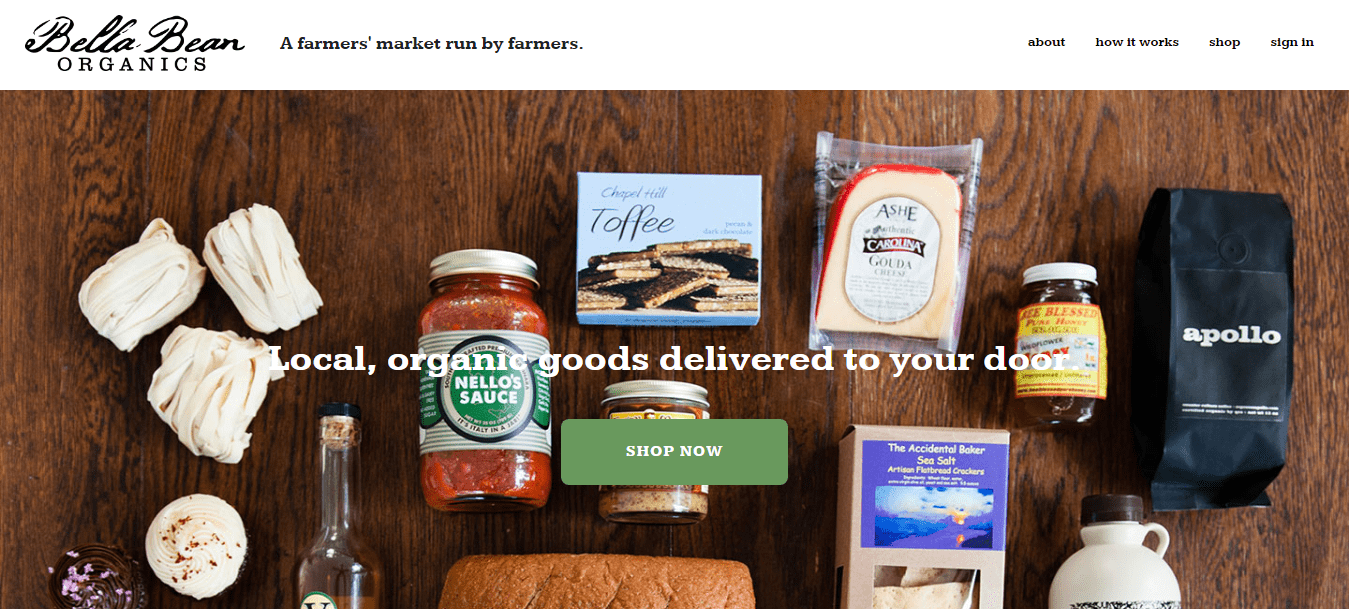 Bella Bean
ORGANICS
A farmers' market run by farmers.
about
how it works
shop
sign in
Chapel Hill
Toffee
pecan &
dark chocolate
ASHE
Authentic
CAROLINA
GOUDA
CHEESE
BEE BLESSED
PURE HONEY
WILDFLOWER
apollo
Local, organic goods delivered to your door
NELLO'S
SAUCE
IT'S ITALY IN A JAR
SHOP NOW
The Accidental Baker
Sea Salt
Artisan Flatbread Crackers